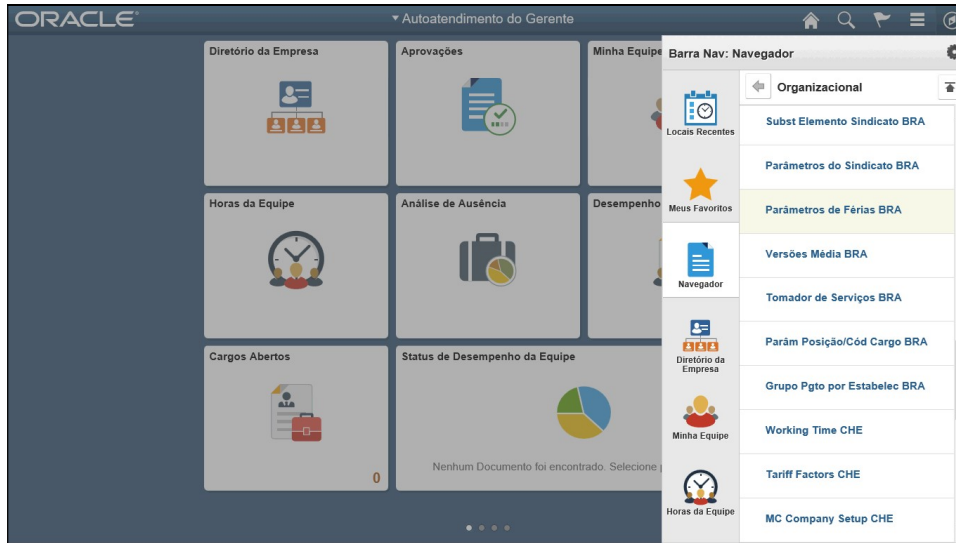 ORACLE
Autoatendimento do Gerente
Diretório da Empresa
Aprovações
Minha Equipe
Horas da Equipe
Análise de Ausência
Desempenho
Cargos Abertos
0
Status de Desempenho da Equipe
Nenhum Documento foi encontrado. Selecione
Barra Nav: Navegador
Locais Recentes
Meus Favoritos
Navegador
Diretório da
Empresa
Minha Equipe
Horas da Equipe
Organizacional
Subst Elemento Sindicato BRA
Parâmetros do Sindicato BRA
Parâmetros de Férias BRA
Versões Média BRA
Tomador de Serviços BRA
Parâm Posição/Cód Cargo BRA
Grupo Pgto por Estabelec BRA
Working Time CHE
Tariff Factors CHE
MC Company Setup CHE